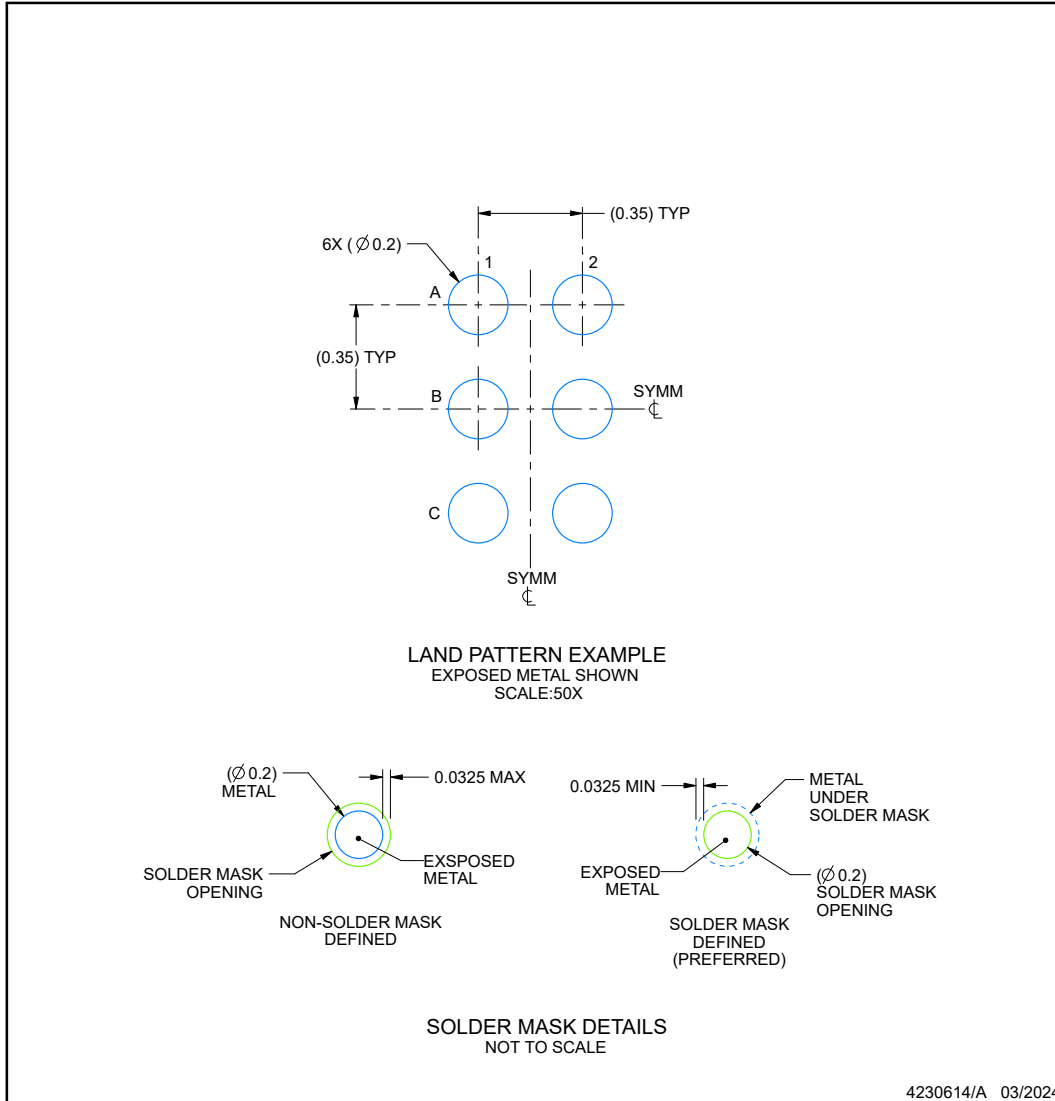 (0.35) TYP
6X ( ∅ 0.2)
1
2
A
(0.35) TYP
B
SYMM
℄
C
SYMM
℄
LAND PATTERN EXAMPLE
EXPOSED METAL SHOWN
SCALE:50X
(∅ 0.2)
METAL
0.0325 MAX
SOLDER MASK
OPENING
EXSPOSED
METAL
NON-SOLDER MASK
DEFINED
0.0325 MIN
METAL
UNDER
SOLDER MASK
EXPOSED
METAL
(∅ 0.2)
SOLDER MASK
OPENING
SOLDER MASK
DEFINED
(PREFERRED)
SOLDER MASK DETAILS
NOT TO SCALE
4230614/A 03/2024